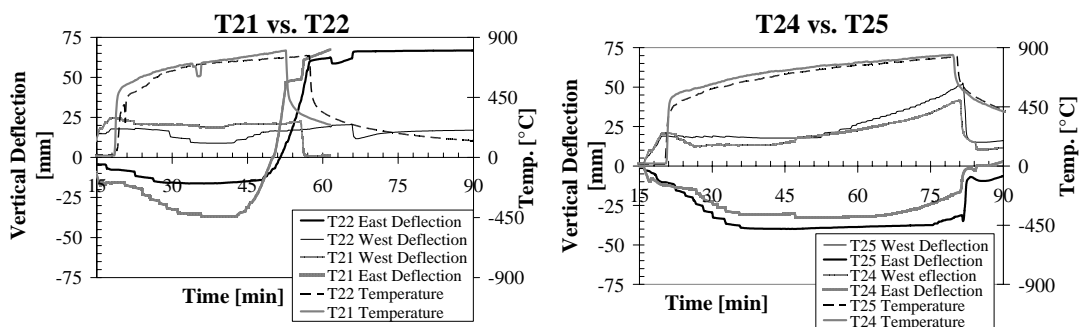 T21 vs. T22
Vertical Deflection
[mm]
75
50
25
0
-25
-50
-75
15
30
45
60
75
90
900
450
0
-450
-900
Temp. [°C]
Time [min]
T22 East Deflection
T22 West Deflection
T21 West Deflection
T21 East Deflection
T22 Temperature
T21 Temperature
T24 vs. T25
Vertical Deflection
[mm]
75
50
25
0
-25
-50
-75
15
30
45
60
75
90
900
450
0
-450
-900
Temp. [°C]
Time [min]
T25 West Deflection
T25 East Deflection
T24 West eflection
T24 East Deflection
T25 Temperature
T24 Temperature